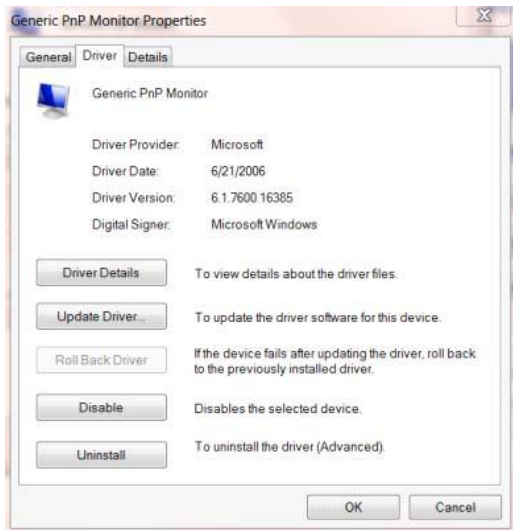 Generic PnP Monitor Properties
General Driver Details
Generic PnP Monitor
Driver Provider: Microsoft
Driver Date: 6/21/2006
Driver Version: 6.1.7600.16385
Digital Signer: Microsoft Windows
Driver Details To view details about the driver files.
Update Driver... To update the driver software for this device.
Roll Back Driver If the device fails after updating the driver, roll back
to the previously installed driver.
Disable Disables the selected device.
Uninstall To uninstall the driver (Advanced).
OK Cancel